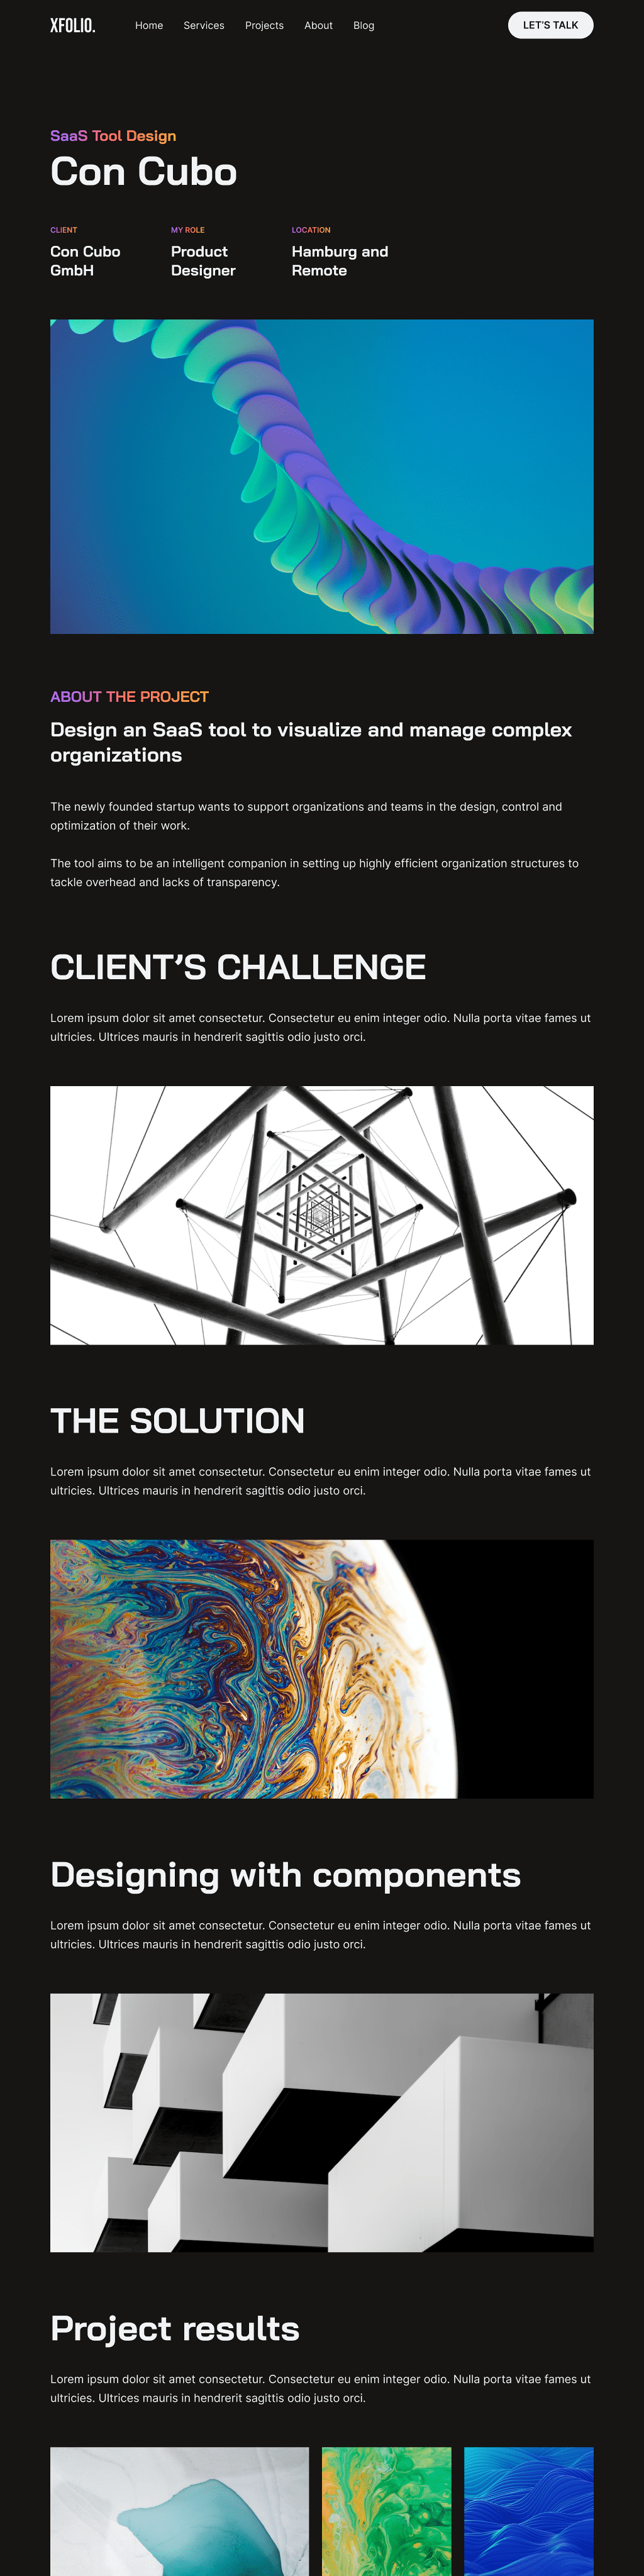 XFOLIO.
Home Services Projects About Blog
LET'S TALK
SaaS Tool Design
Con Cubo
CLIENT
Con Cubo
GmbH
MY ROLE
Product
Designer
LOCATION
Hamburg and
Remote
ABOUT THE PROJECT
Design an SaaS tool to visualize and manage complex
organizations
The newly founded startup wants to support organizations and teams in the design, control and
optimization of their work.
The tool aims to be an intelligent companion in setting up highly efficient organization structures to
tackle overhead and lacks of transparency.
CLIENT’S CHALLENGE
Lorem ipsum dolor sit amet consectetur. Consectetur eu enim integer odio. Nulla porta vitae fames ut
ultricies. Ultrices mauris in hendrerit sagittis odio justo orci.
THE SOLUTION
Lorem ipsum dolor sit amet consectetur. Consectetur eu enim integer odio. Nulla porta vitae fames ut
ultricies. Ultrices mauris in hendrerit sagittis odio justo orci.
Designing with components
Lorem ipsum dolor sit amet consectetur. Consectetur eu enim integer odio. Nulla porta vitae fames ut
ultricies. Ultrices mauris in hendrerit sagittis odio justo orci.
Project results
Lorem ipsum dolor sit amet consectetur. Consectetur eu enim integer odio. Nulla porta vitae fames ut
ultricies. Ultrices mauris in hendrerit sagittis odio justo orci.